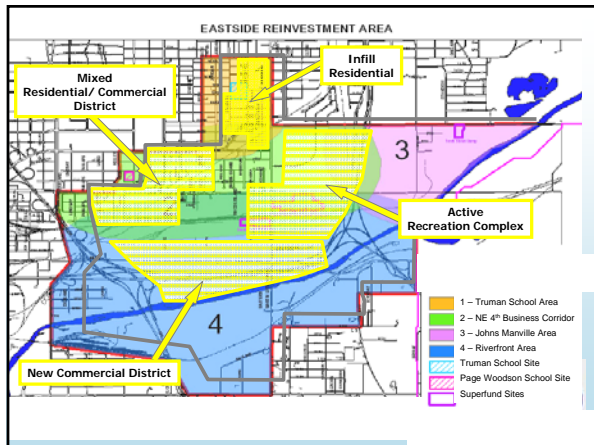 EASTSIDE REINVESTMENT AREA
Infill
Residential
Mixed
Residential/ Commercial
District
3
Active
Recreation Complex
4
New Commercial District
1 – Truman School Area
2 – NE 4th Business Corridor
3 – Johns Manville Area
4 – Riverfront Area
Truman School Site
Page Woodson School Site
Superfund Sites